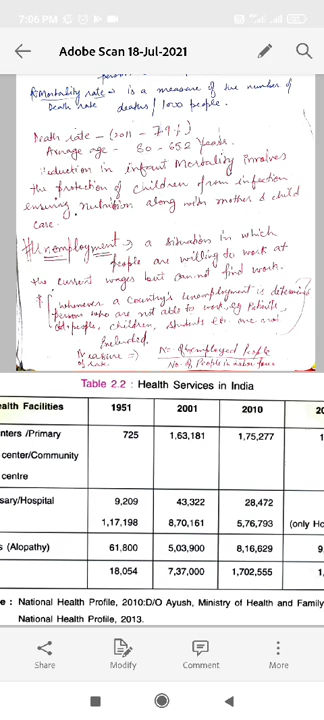 7:06 PM
Adobe Scan 18-Jul-2021
Mortality rate is a measure of the number of
Death rate deaths / 1000 people.
Death rate - (2011 - 7.9%)
Average age - 80 - 652 Years.
Reduction in infant Mortality involves
the protection of children from infection
ensuring nutrition along with mother & child
care.
# Unemployment → a situation in which
people are willing to work at
the current wages but cannot find work.
whenever a country's unemployment is determined
persons who are not able to work, eg Patients
old people, children, students etc. are not
included.
Measure ⇒ No. of unemployed People
of rate. No. of People in labour force
Table 2.2 : Health Services in India
ealth Facilities 1951 2001 2010 20
nters /Primary 725 1,63,181 1,75,277 1
center/Community
centre
sary/Hospital 9,209 43,322 28,472
1,17,198 8,70,161 5,76,793 (only Ho
s (Alopathy) 61,800 5,03,900 8,16,629 9
18,054 7,37,000 1,702,555 1,
e : National Health Profile, 2010:D/O Ayush, Ministry of Health and Family
National Health Profile, 2013.
Share Modify Comment More